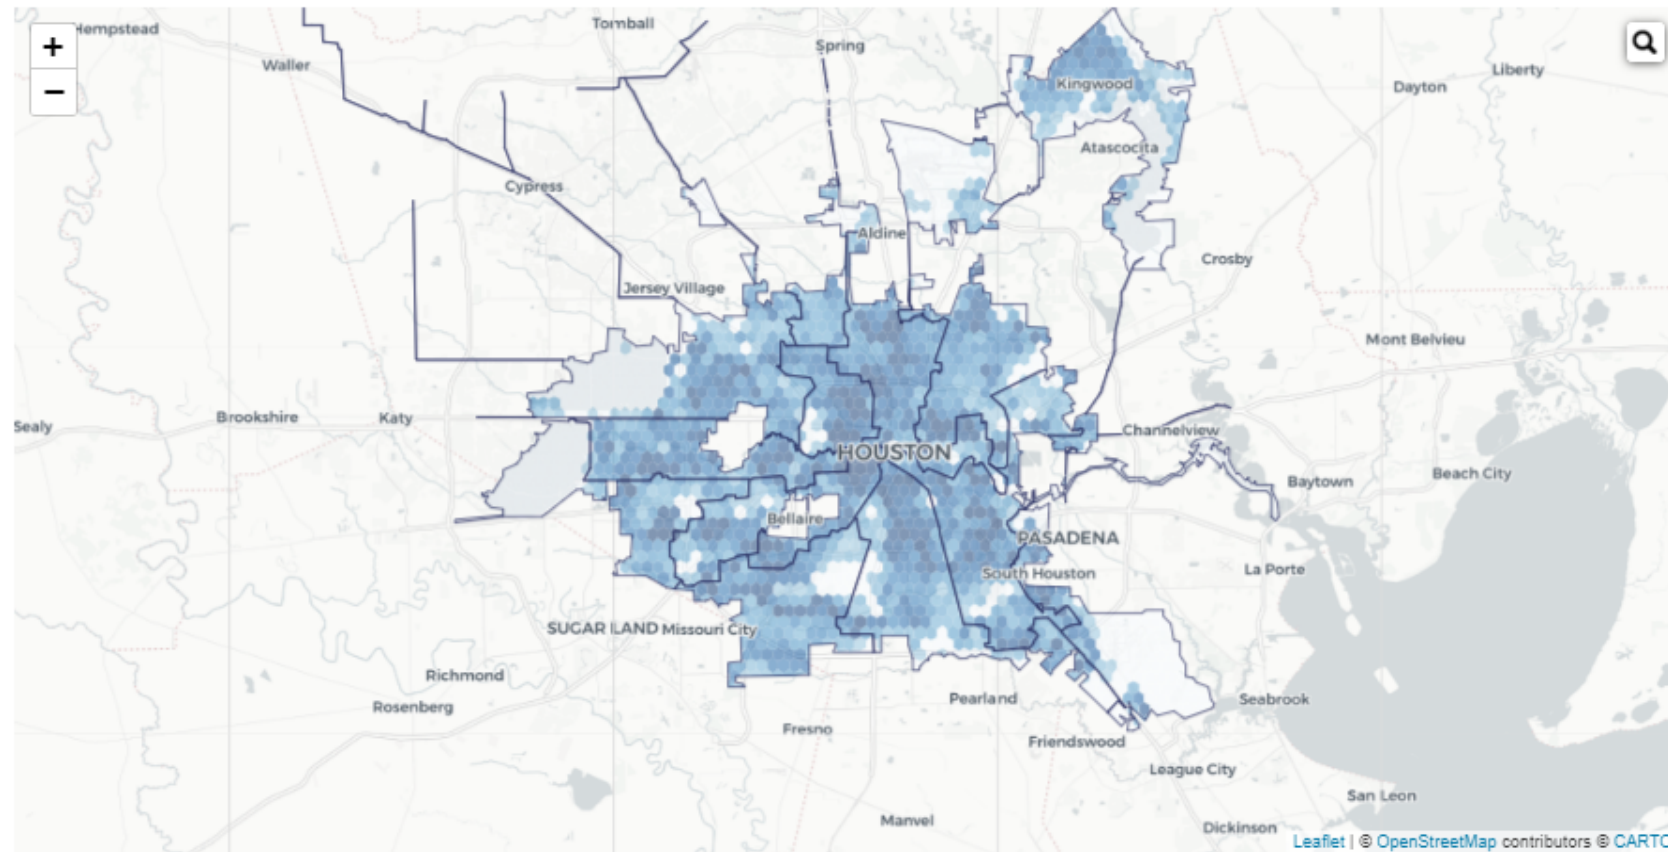 +
−
Hempstead
Tomball
Spring
Waller
Kingwood
Liberty
Dayton
Atascocita
Cypress
Aldine
Crosby
Jersey Village
Mont Belvieu
Brookshire
Katy
Sealy
Channelview
HOUSTON
Beach City
Baytown
Bellaire
PASADENA
South Houston
La Porte
SUGAR LAND
Missouri City
Richmond
Pearland
Seabrook
Rosenberg
Fresno
Friendswood
League City
San Leon
Manvel
Dickinson
Leaflet | © OpenStreetMap contributors © CARTO